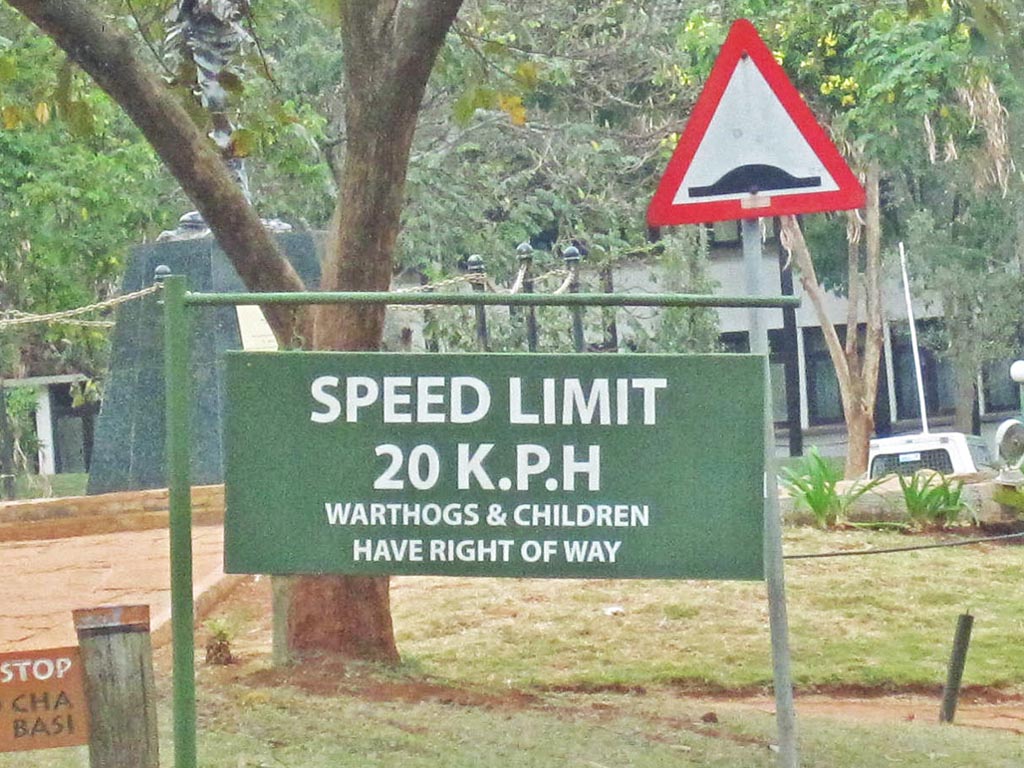 SPEED LIMIT
20 K.P.H
WARTHOGS & CHILDREN
HAVE RIGHT OF WAY
STOP
CHA
BASI